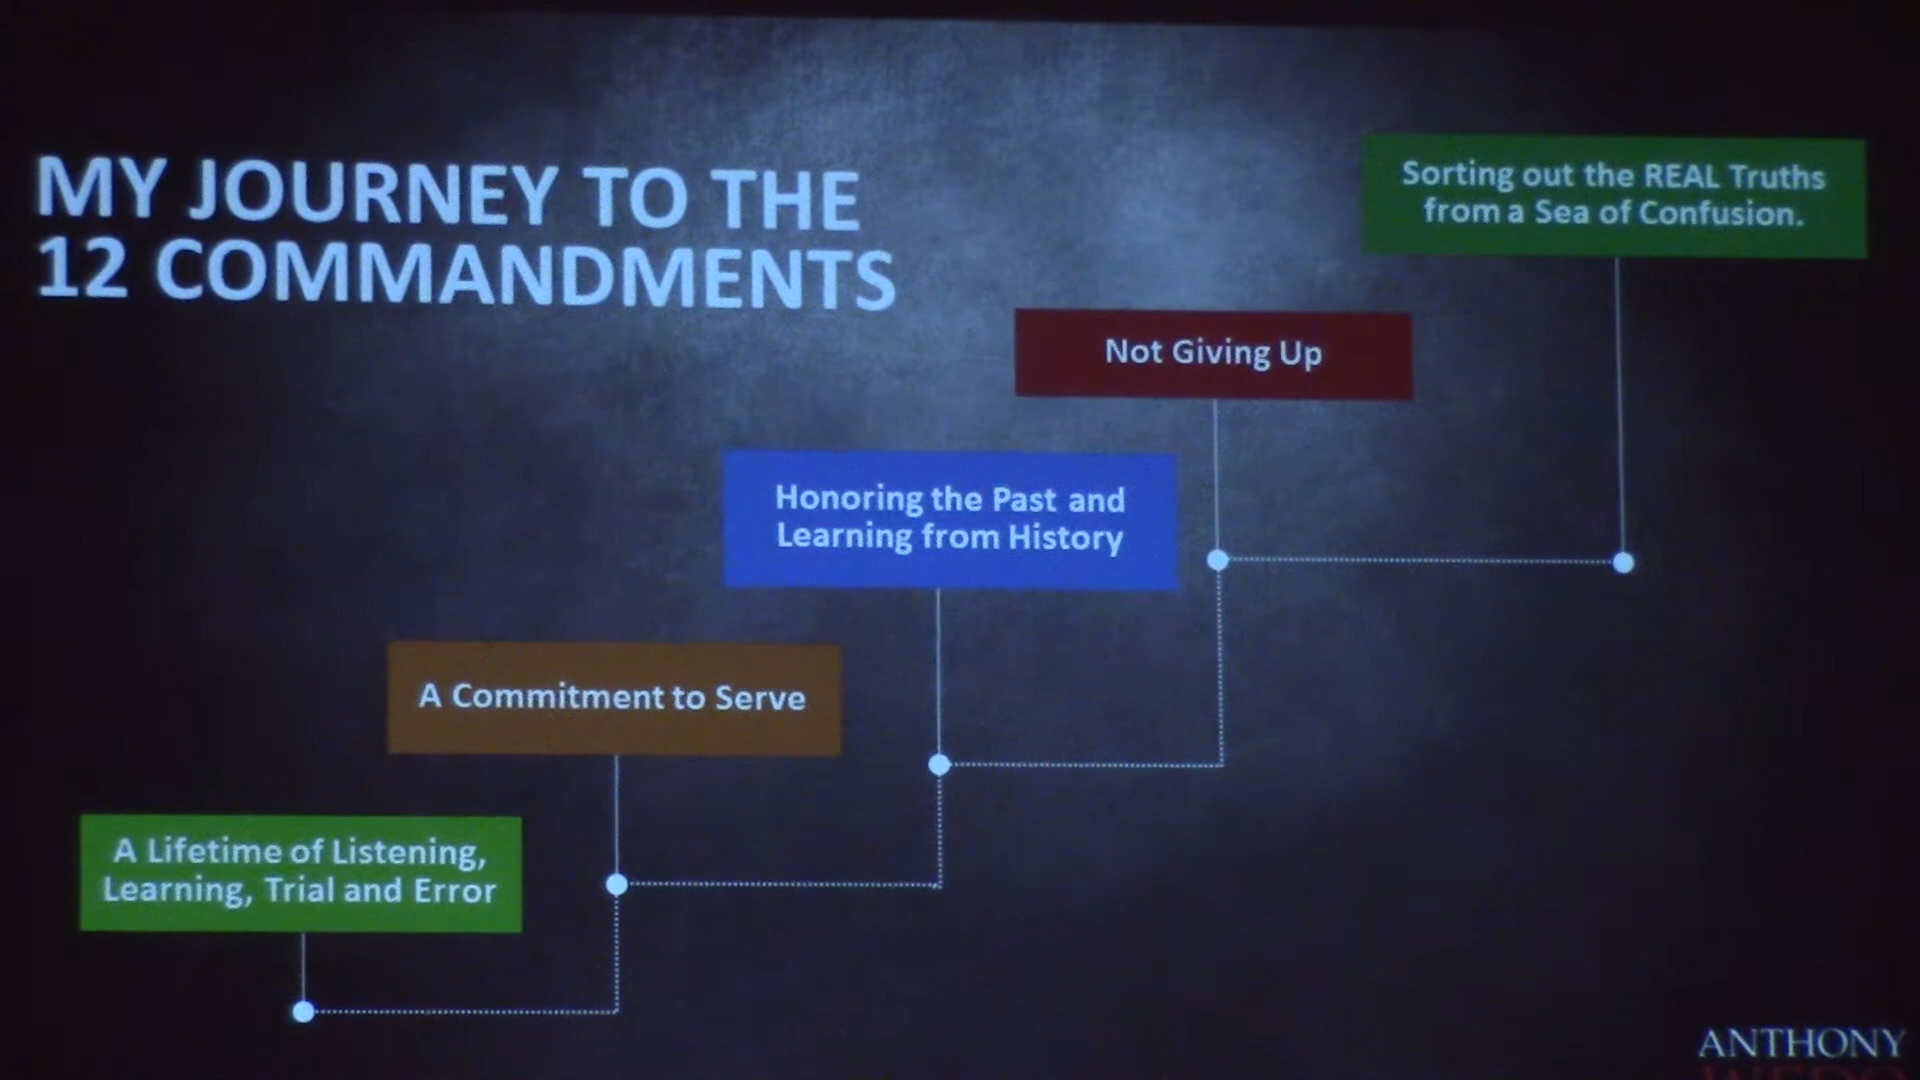 MY JOURNEY TO THE
12 COMMANDMENTS
Sorting out the REAL Truths
from a Sea of Confusion.
Not Giving Up
Honoring the Past and
Learning from History
A Commitment to Serve
A Lifetime of Listening,
Learning, Trial and Error
ANTHONY